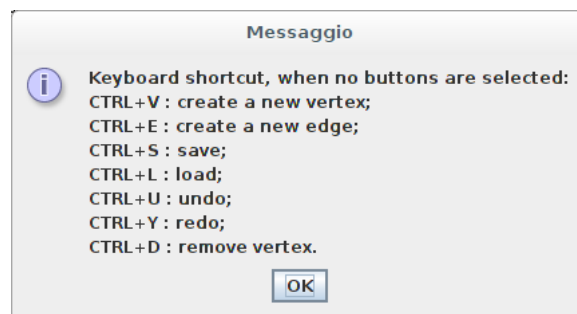 Messaggio
Keyboard shortcut, when no buttons are selected:
CTRL+V : create a new vertex;
CTRL+E : create a new edge;
CTRL+S : save;
CTRL+L : load;
CTRL+U : undo;
CTRL+Y : redo;
CTRL+D : remove vertex.
OK